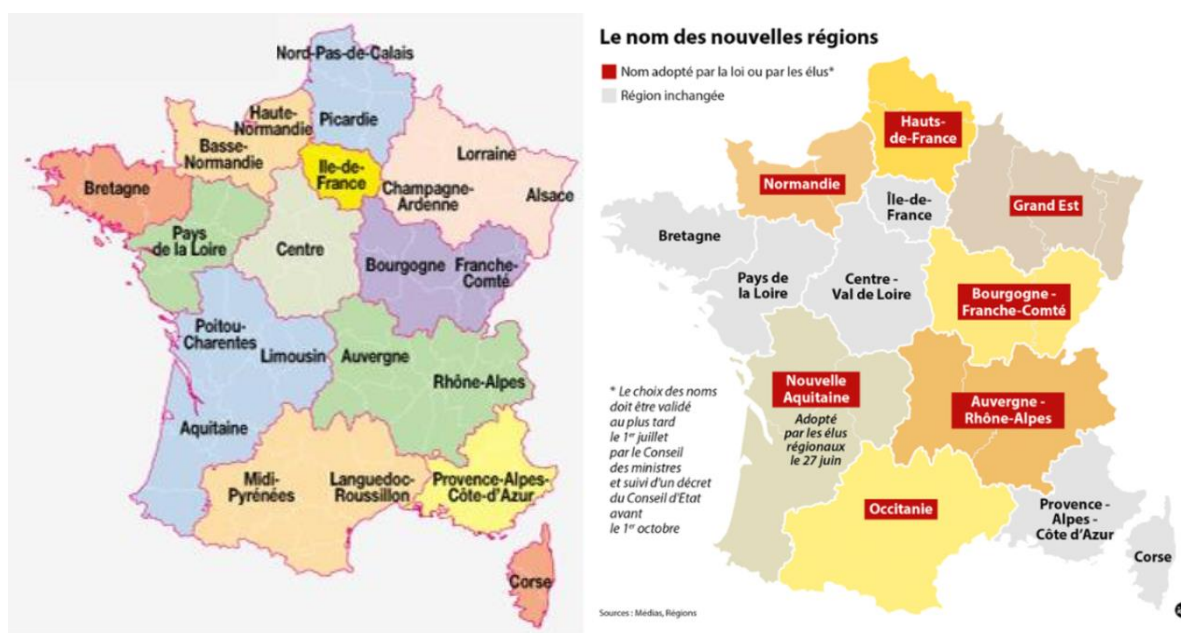 Nord-Pas-de-Calais
Haute-
Normandie
Picardie
Basse-
Normandie
Ile-de-
France
Lorraine
Champagne-
Ardenne
Alsace
Bretagne
Pays
de la Loire
Centre
Bourgogne
Franche-
Comté
Poitou-
Charentes
Limousin
Auvergne
Rhône-Alpes
Aquitaine
Midi-
Pyrénées
Languedoc-
Roussillon
Provence-Alpes-
Côte-d'Azur
Corse
Le nom des nouvelles régions
Nom adopté par la loi ou par les élus*
Région inchangée
Hauts-
de-France
Normandie
Île-de-
France
Grand Est
Bretagne
Pays de
la Loire
Centre -
Val de Loire
Bourgogne -
Franche-Comté
Nouvelle
Aquitaine
Adopté
par les élus
régionaux
le 27 juin
Auvergne -
Rhône-Alpes
* Le choix des noms
doit être validé
au plus tard
le 1er juillet
par le Conseil
des ministres
et suivi d'un décret
du Conseil d'Etat
avant
le 1er octobre
Occitanie
Provence -
Alpes -
Côte d'Azur
Corse
Sources : Médias, Régions